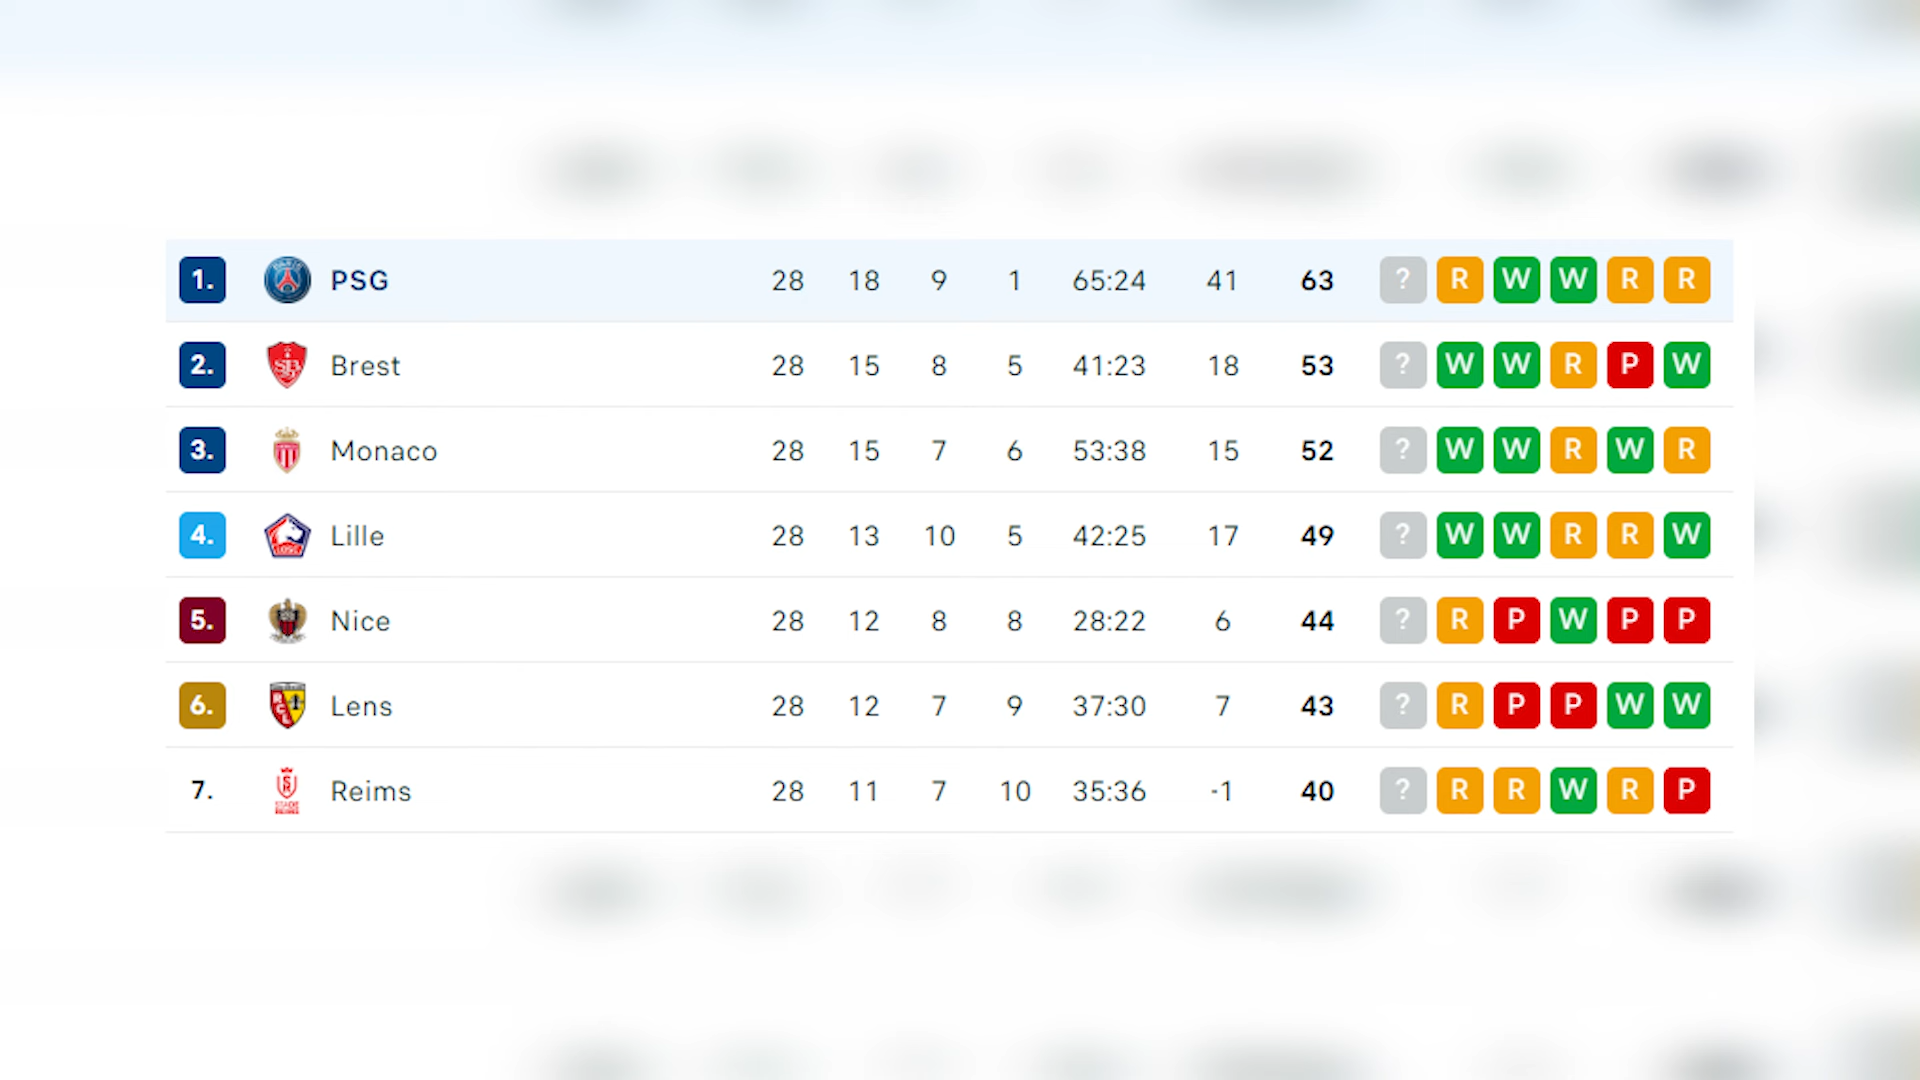 1. PSG 28 18 9 1 65:24 41 63 ? R W W R R
2. Brest 28 15 8 5 41:23 18 53 ? W W R P W
3. Monaco 28 15 7 6 53:38 15 52 ? W W R W R
4. Lille 28 13 10 5 42:25 17 49 ? W W R R W
5. Nice 28 12 8 8 28:22 6 44 ? R P W P P
6. Lens 28 12 7 9 37:30 7 43 ? R P P W W
7. Reims 28 11 7 10 35:36 -1 40 ? R R W R P